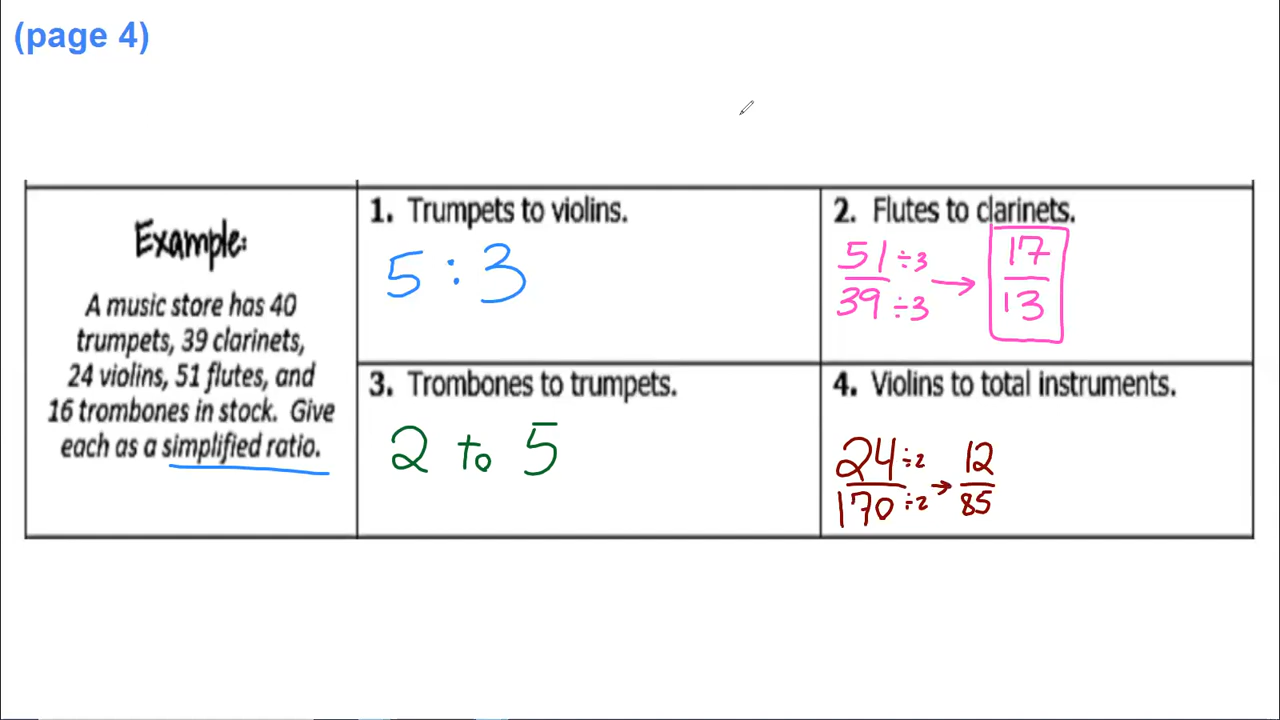 (page 4)
Example:
A music store has 40
trumpets, 39 clarinets,
24 violins, 51 flutes, and
16 trombones in stock. Give
each as a simplified ratio.
1. Trumpets to violins.
5 : 3
2. Flutes to clarinets.
51 ÷3 → 17
39 ÷3 13
3. Trombones to trumpets.
2 to 5
4. Violins to total instruments.
24 ÷2 → 12
170 ÷2 85